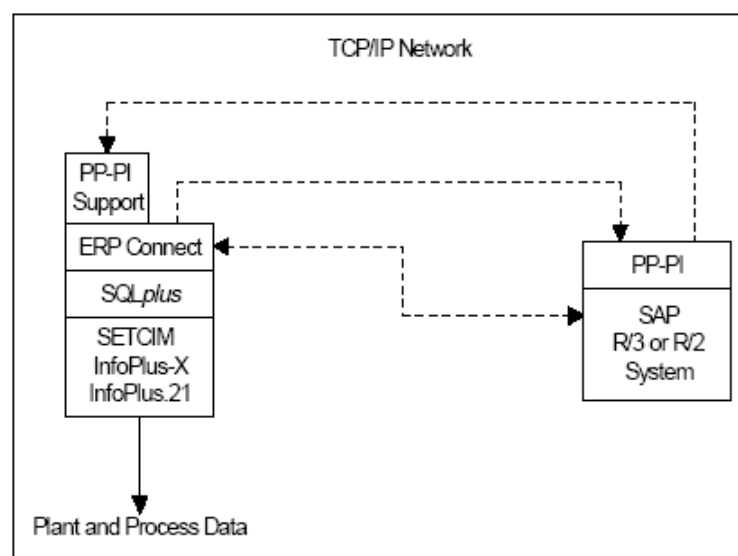 TCP/IP Network
PP-PI
Support
ERP Connect
SQLplus
SETCIM
InfoPlus-X
InfoPlus.21
PP-PI
SAP
R/3 or R/2
System
Plant and Process Data